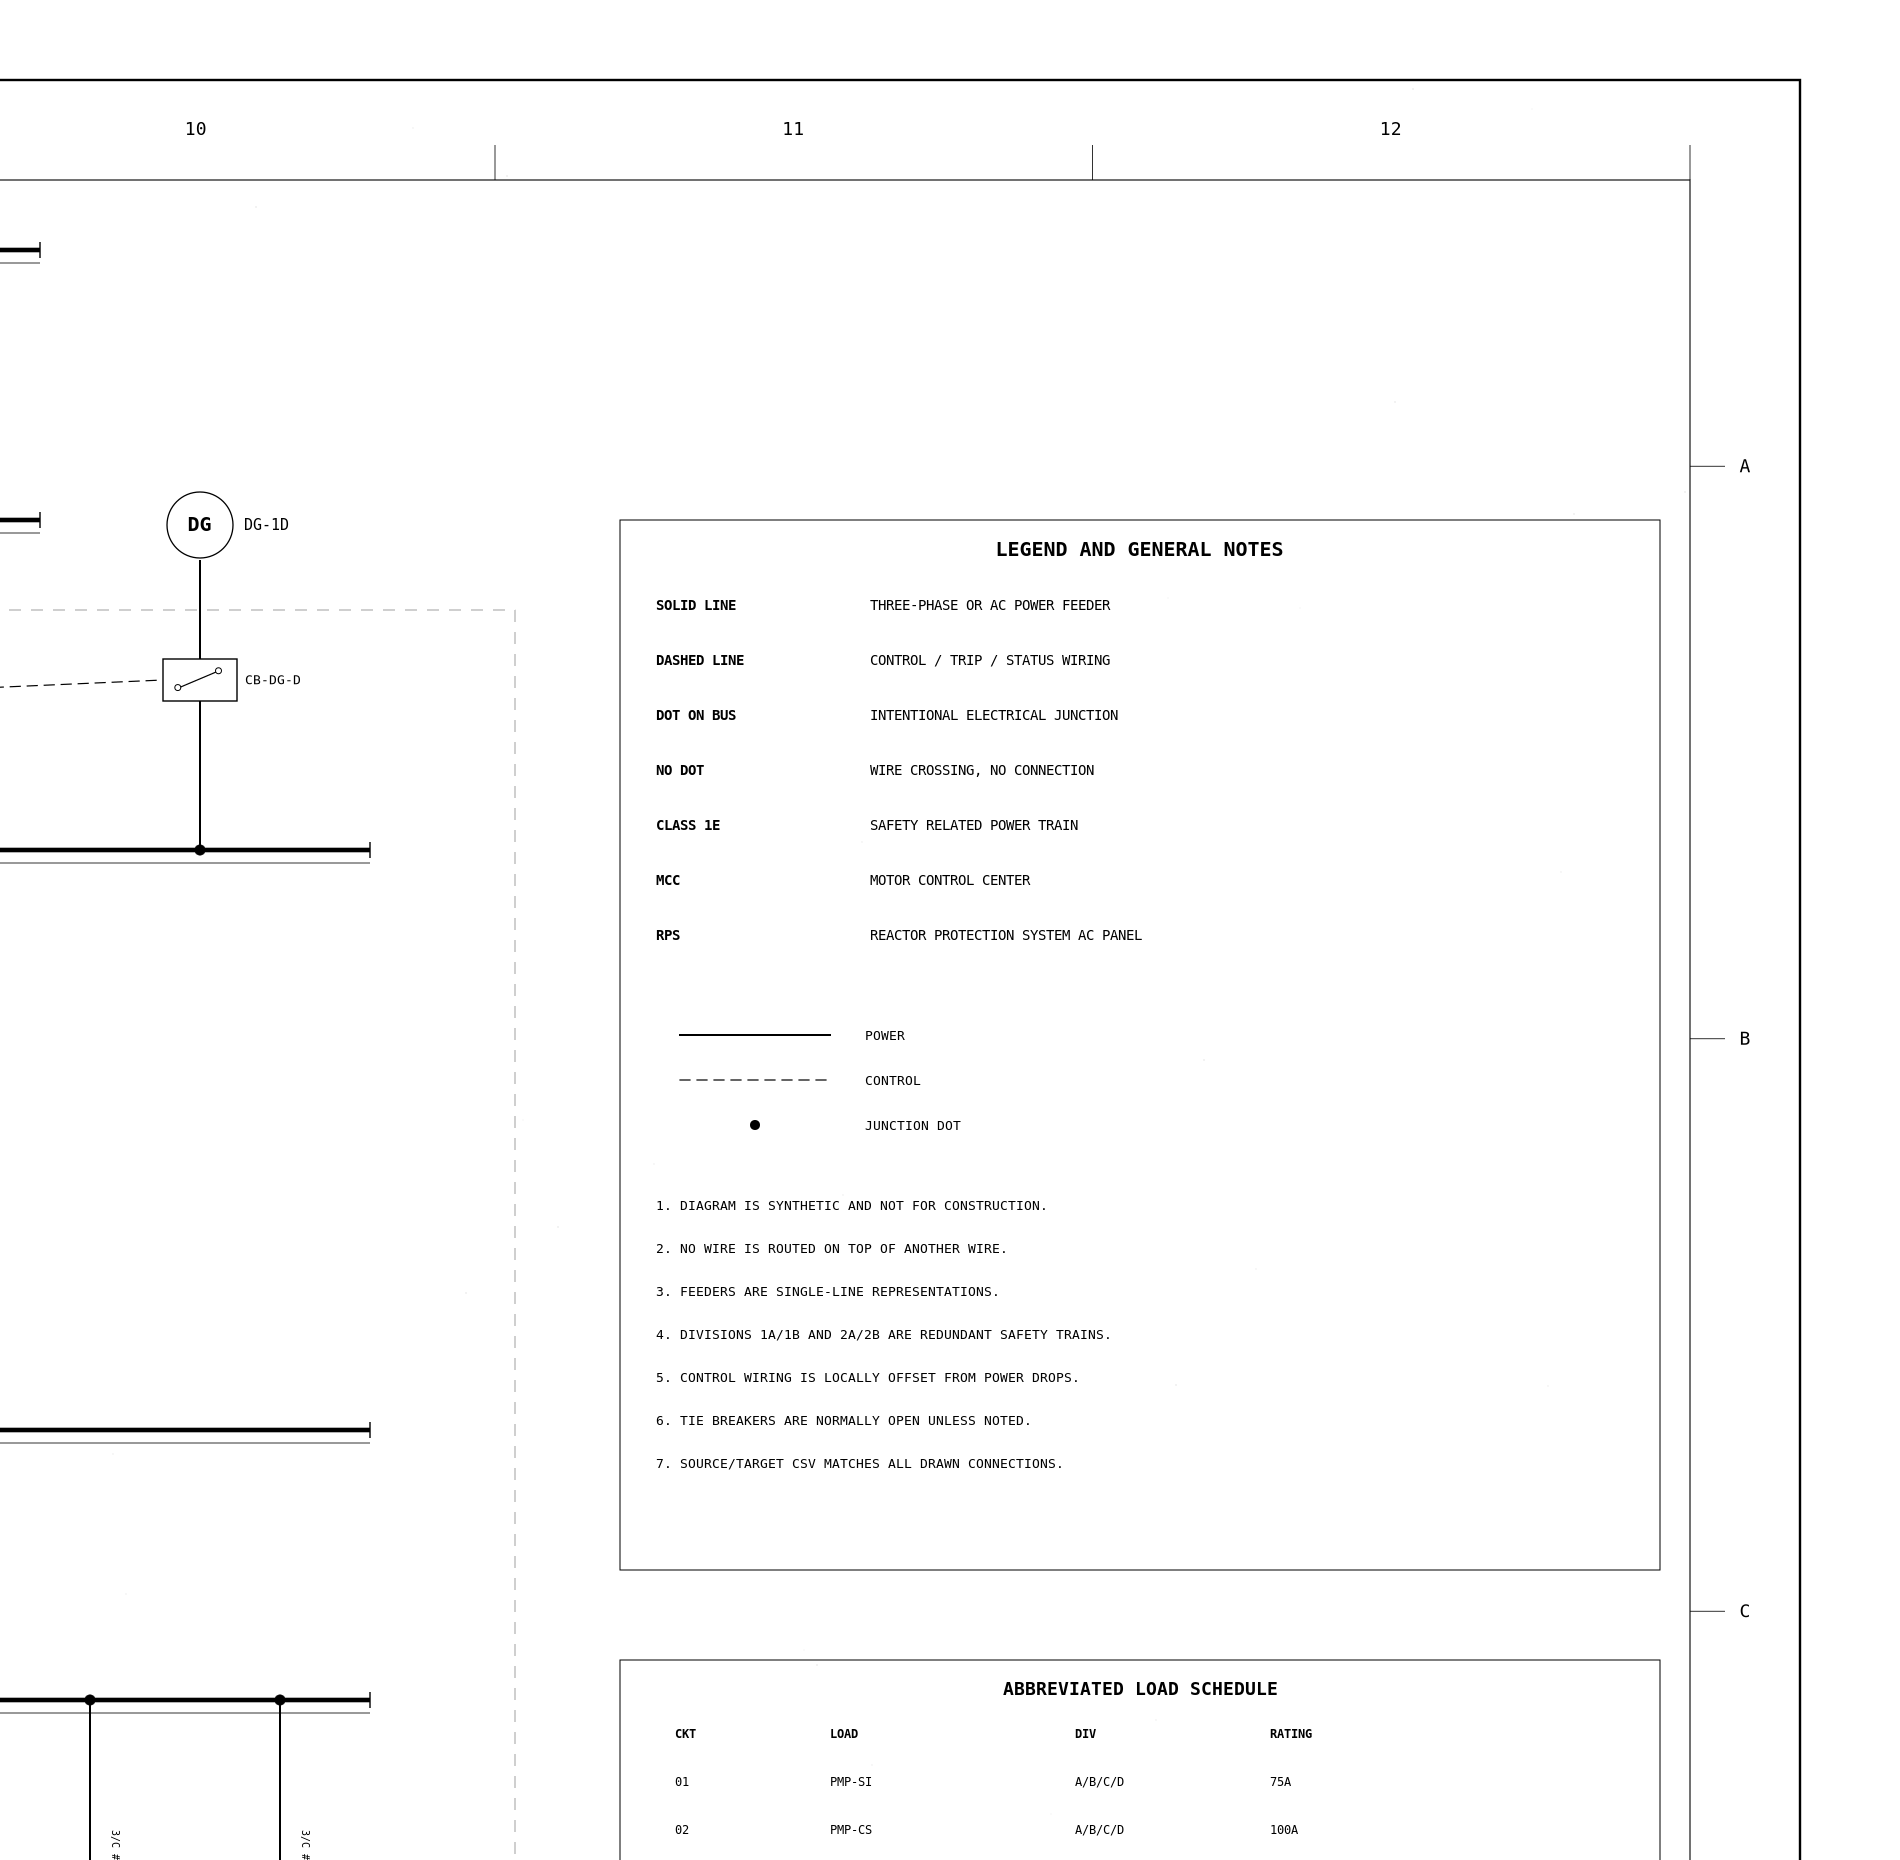 10 11 12
A
DG DG-1D
CB-DG-D
LEGEND AND GENERAL NOTES
SOLID LINE THREE-PHASE OR AC POWER FEEDER
DASHED LINE CONTROL / TRIP / STATUS WIRING
DOT ON BUS INTENTIONAL ELECTRICAL JUNCTION
NO DOT WIRE CROSSING, NO CONNECTION
CLASS 1E SAFETY RELATED POWER TRAIN
MCC MOTOR CONTROL CENTER
RPS REACTOR PROTECTION SYSTEM AC PANEL
POWER
B
CONTROL
JUNCTION DOT
1. DIAGRAM IS SYNTHETIC AND NOT FOR CONSTRUCTION.
2. NO WIRE IS ROUTED ON TOP OF ANOTHER WIRE.
3. FEEDERS ARE SINGLE-LINE REPRESENTATIONS.
4. DIVISIONS 1A/1B AND 2A/2B ARE REDUNDANT SAFETY TRAINS.
5. CONTROL WIRING IS LOCALLY OFFSET FROM POWER DROPS.
6. TIE BREAKERS ARE NORMALLY OPEN UNLESS NOTED.
7. SOURCE/TARGET CSV MATCHES ALL DRAWN CONNECTIONS.
C
ABBREVIATED LOAD SCHEDULE
CKT LOAD DIV RATING
01 PMP-SI A/B/C/D 75A
02 PMP-CS A/B/C/D 100A
3/C #
3/C #